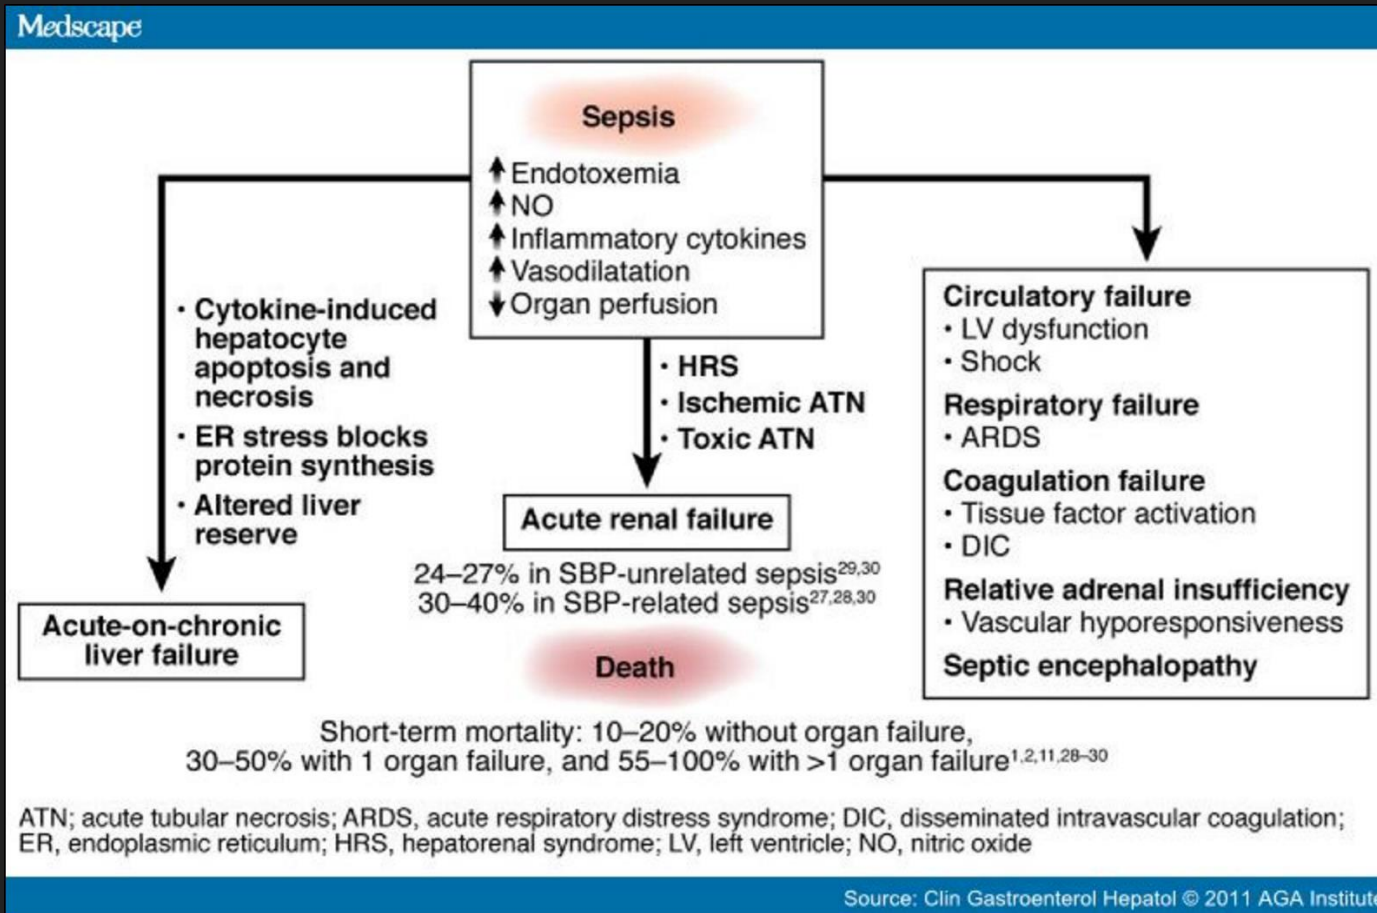 Medscape
Sepsis
Endotoxemia
NO
Inflammatory cytokines
Vasodilatation
Organ perfusion
• Cytokine-induced
hepatocyte
apoptosis and
necrosis
• ER stress blocks
protein synthesis
• Altered liver
reserve
Acute-on-chronic
liver failure
• HRS
• Ischemic ATN
• Toxic ATN
Acute renal failure
24–27% in SBP-unrelated sepsis29,30
30–40% in SBP-related sepsis27,28,30
Circulatory failure
• LV dysfunction
• Shock
Respiratory failure
• ARDS
Coagulation failure
• Tissue factor activation
• DIC
Relative adrenal insufficiency
• Vascular hyporesponsiveness
Septic encephalopathy
Death
Short-term mortality: 10–20% without organ failure,
30–50% with 1 organ failure, and 55–100% with >1 organ failure1,2,11,28–30
ATN; acute tubular necrosis; ARDS, acute respiratory distress syndrome; DIC, disseminated intravascular coagulation;
ER, endoplasmic reticulum; HRS, hepatorenal syndrome; LV, left ventricle; NO, nitric oxide
Source: Clin Gastroenterol Hepatol © 2011 AGA Institute